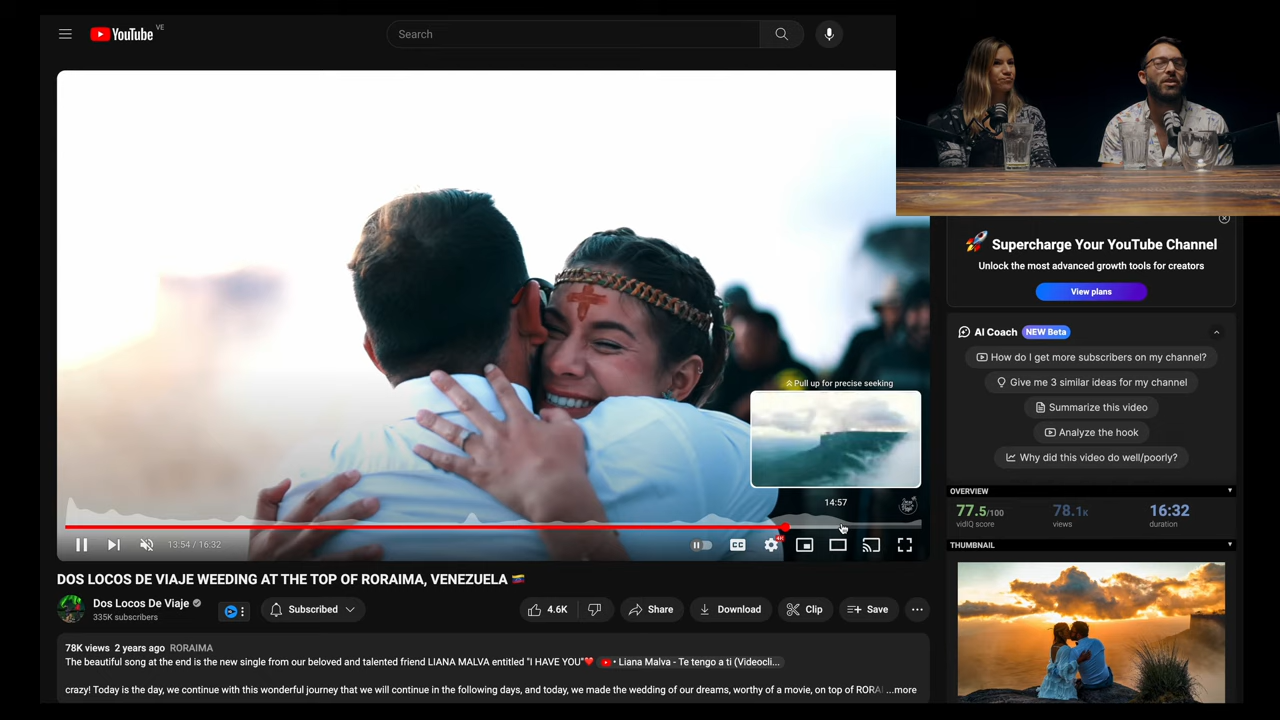 YouTube VE
Search
Supercharge Your YouTube Channel
Unlock the most advanced growth tools for creators
View plans
AI Coach NEW Beta
How do I get more subscribers on my channel?
Give me 3 similar ideas for my channel
Summarize this video
Analyze the hook
Why did this video do well/poorly?
Pull up for precise seeking
14:57
13:54 / 16:32
CC
4K
OVERVIEW
77.5/100
vidIQ score
78.1K
views
16:32
duration
THUMBNAIL
DOS LOCOS DE VIAJE WEEDING AT THE TOP OF RORAIMA, VENEZUELA
Dos Locos De Viaje
335K subscribers
Subscribed
4.6K
Share
Download
Clip
Save
78K views 2 years ago RORAIMA
The beautiful song at the end is the new single from our beloved and talented friend LIANA MALVA entitled "I HAVE YOU" • Liana Malva - Te tengo a ti (Videocli...
crazy! Today is the day, we continue with this wonderful journey that we will continue in the following days, and today, we made the wedding of our dreams, worthy of a movie, on top of RORAI ...more